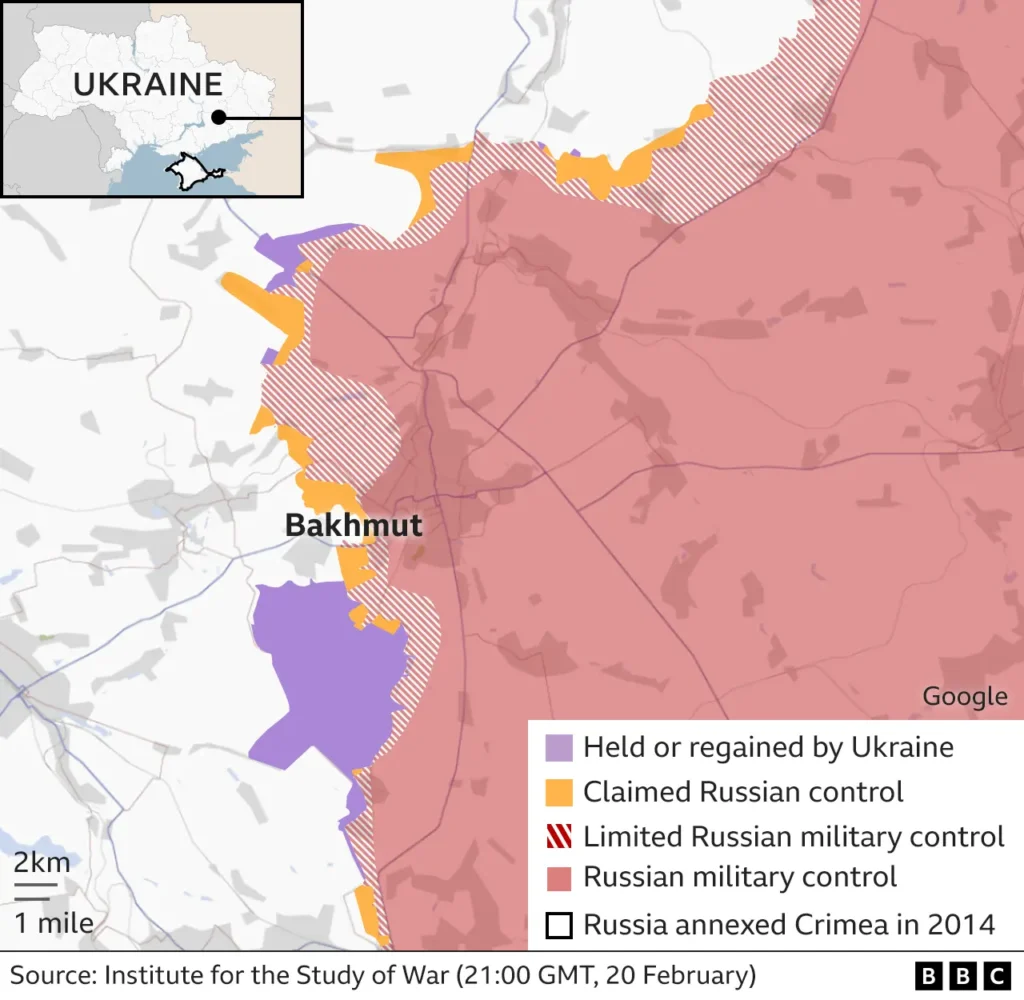 UKRAINE
Bakhmut
Google
Held or regained by Ukraine
Claimed Russian control
Limited Russian military control
Russian military control
Russia annexed Crimea in 2014
2km
1 mile
Source: Institute for the Study of War (21:00 GMT, 20 February)
BBC